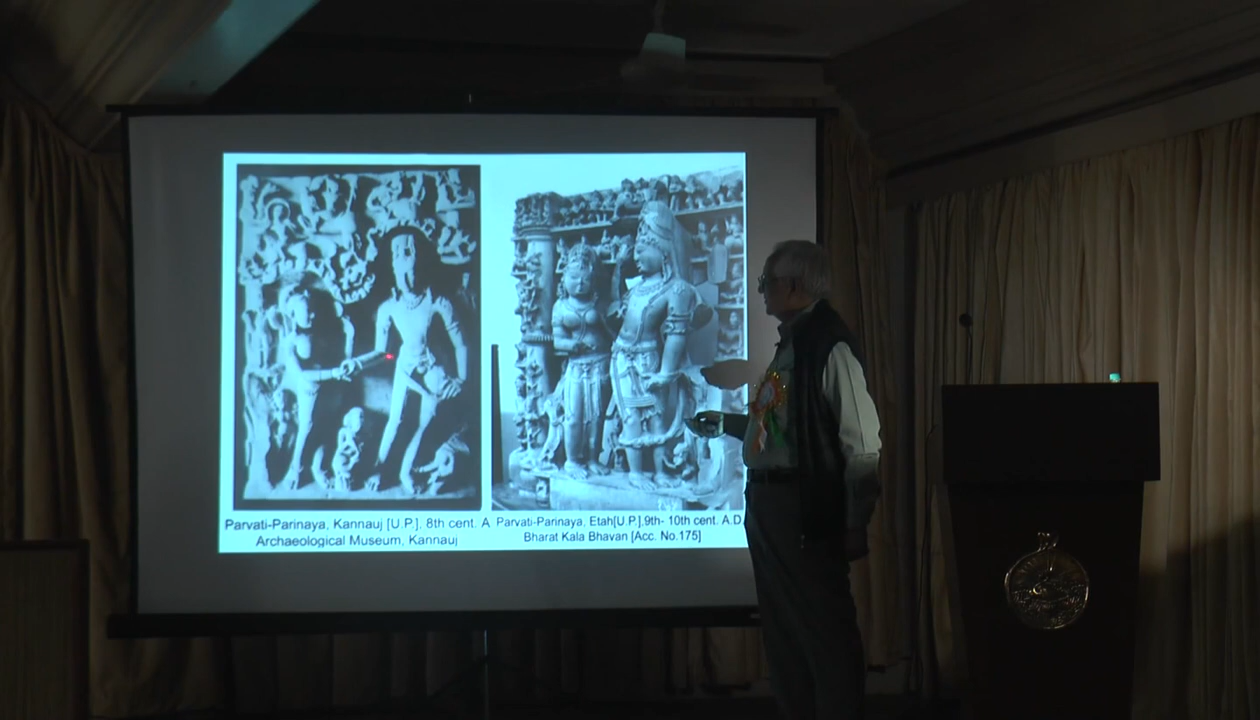 Parvati-Parinaya, Kannauj [U.P.], 8th cent. A
Archaeological Museum, Kannauj
Parvati-Parinaya, Etah[U.P.].9th- 10th cent. A.D.
Bharat Kala Bhavan [Acc. No.175]